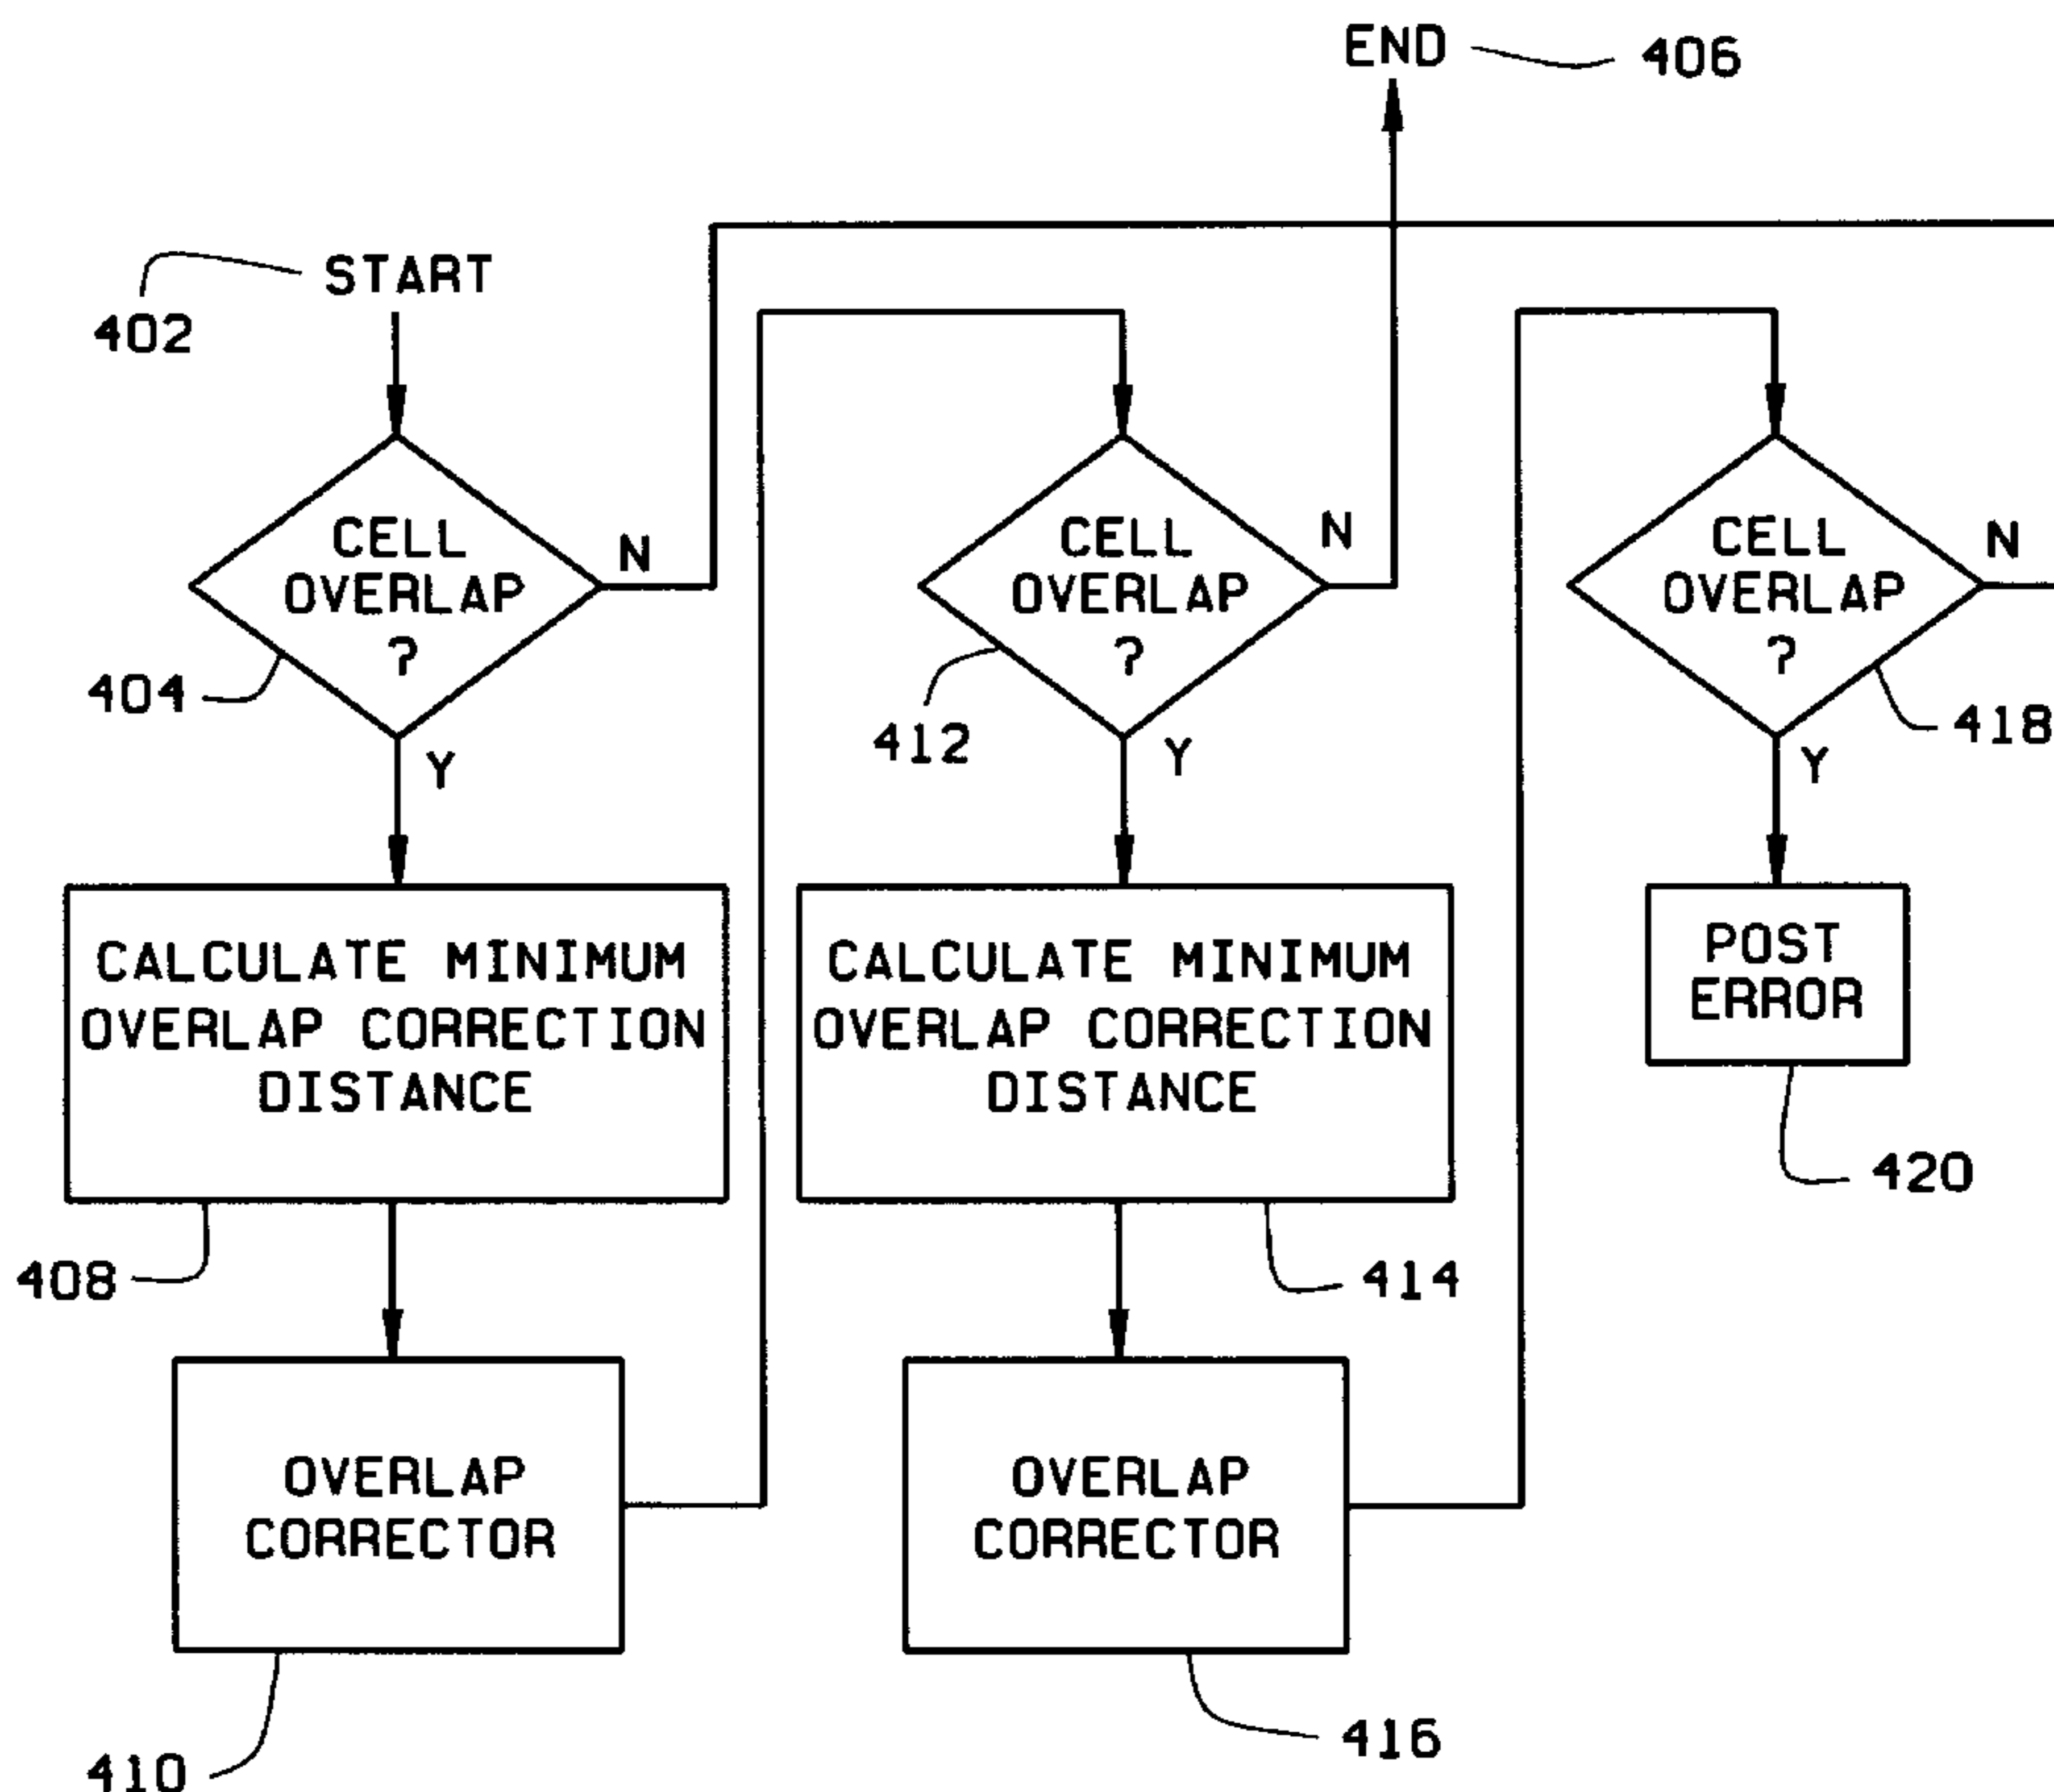 END
406
START
402
CELL
OVERLAP
?
N
404
Y
CALCULATE MINIMUM
OVERLAP CORRECTION
DISTANCE
408
OVERLAP
CORRECTOR
410
CELL
OVERLAP
?
N
412
Y
CALCULATE MINIMUM
OVERLAP CORRECTION
DISTANCE
414
OVERLAP
CORRECTOR
416
CELL
OVERLAP
?
N
418
Y
POST
ERROR
420